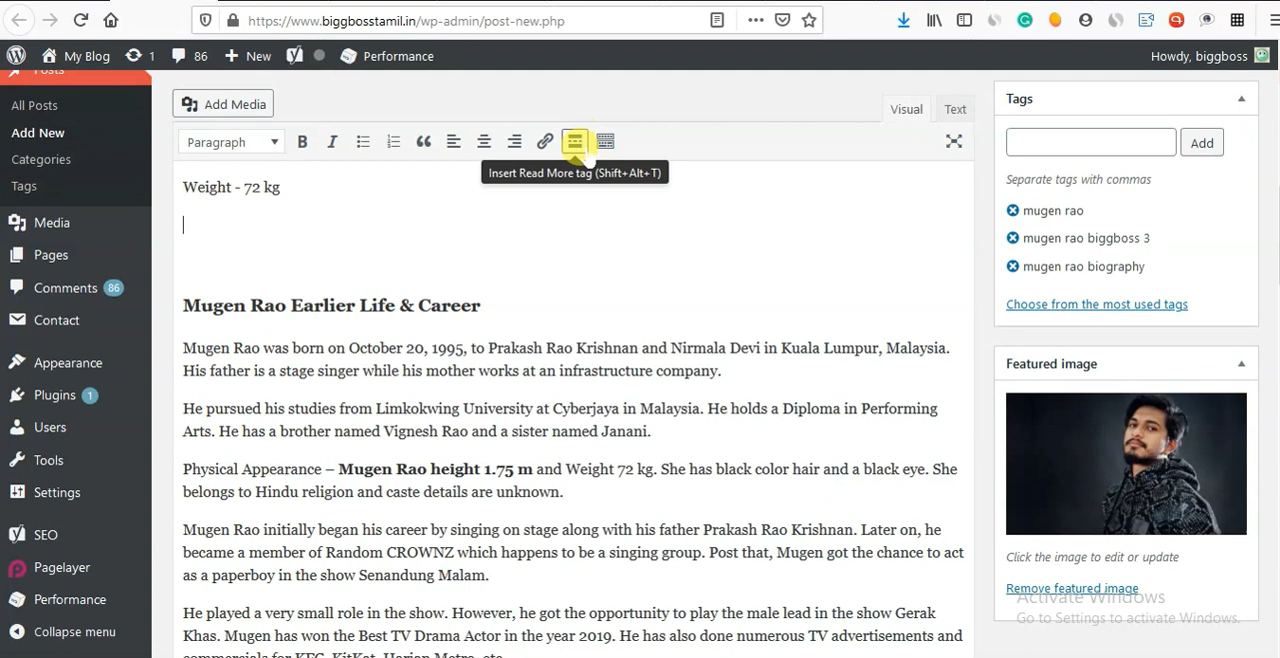 https://www.biggbosstamil.in/wp-admin/post-new.php
My Blog
1
86
New
Performance
Howdy, biggboss
Posts
All Posts
Add New
Categories
Tags
Media
Pages
Comments 86
Contact
Appearance
Plugins 1
Users
Tools
Settings
SEO
Pagelayer
Performance
Collapse menu
Add Media
Visual
Text
Paragraph
B
I
Insert Read More tag (Shift+Alt+T)
Weight - 72 kg
Mugen Rao Earlier Life & Career
Mugen Rao was born on October 20, 1995, to Prakash Rao Krishnan and Nirmala Devi in Kuala Lumpur, Malaysia.
His father is a stage singer while his mother works at an infrastructure company.
He pursued his studies from Limkokwing University at Cyberjaya in Malaysia. He holds a Diploma in Performing
Arts. He has a brother named Vignesh Rao and a sister named Janani.
Physical Appearance – Mugen Rao height 1.75 m and Weight 72 kg. She has black color hair and a black eye. She
belongs to Hindu religion and caste details are unknown.
Mugen Rao initially began his career by singing on stage along with his father Prakash Rao Krishnan. Later on, he
became a member of Random CROWNZ which happens to be a singing group. Post that, Mugen got the chance to act
as a paperboy in the show Senandung Malam.
He played a very small role in the show. However, he got the opportunity to play the male lead in the show Gerak
Khas. Mugen has won the Best TV Drama Actor in the year 2019. He has also done numerous TV advertisements and
commercials for KFC, KitKat, Harian Metro, etc.
Tags
Add
Separate tags with commas
mugen rao
mugen rao biggboss 3
mugen rao biography
Choose from the most used tags
Featured image
Click the image to edit or update
Remove featured image
Activate Windows
Go to Settings to activate Windows.